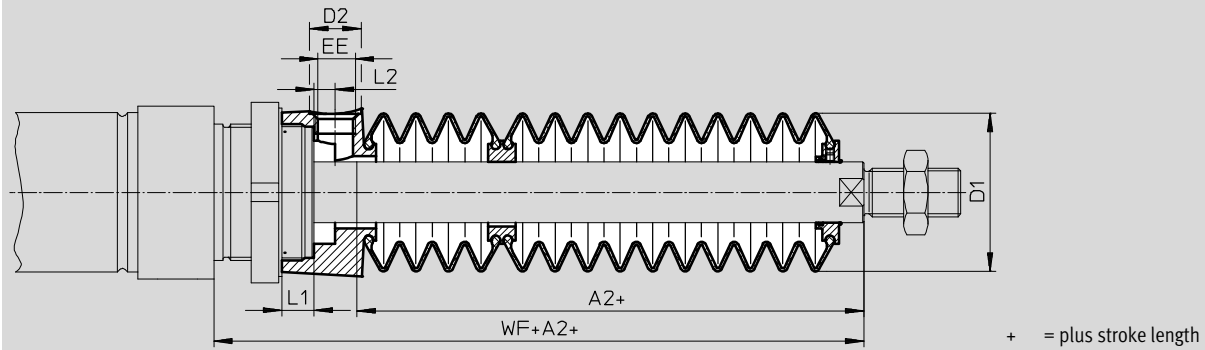 D2
EE
L2
D1
L1
A2+
WF+A2+
+ = plus stroke length